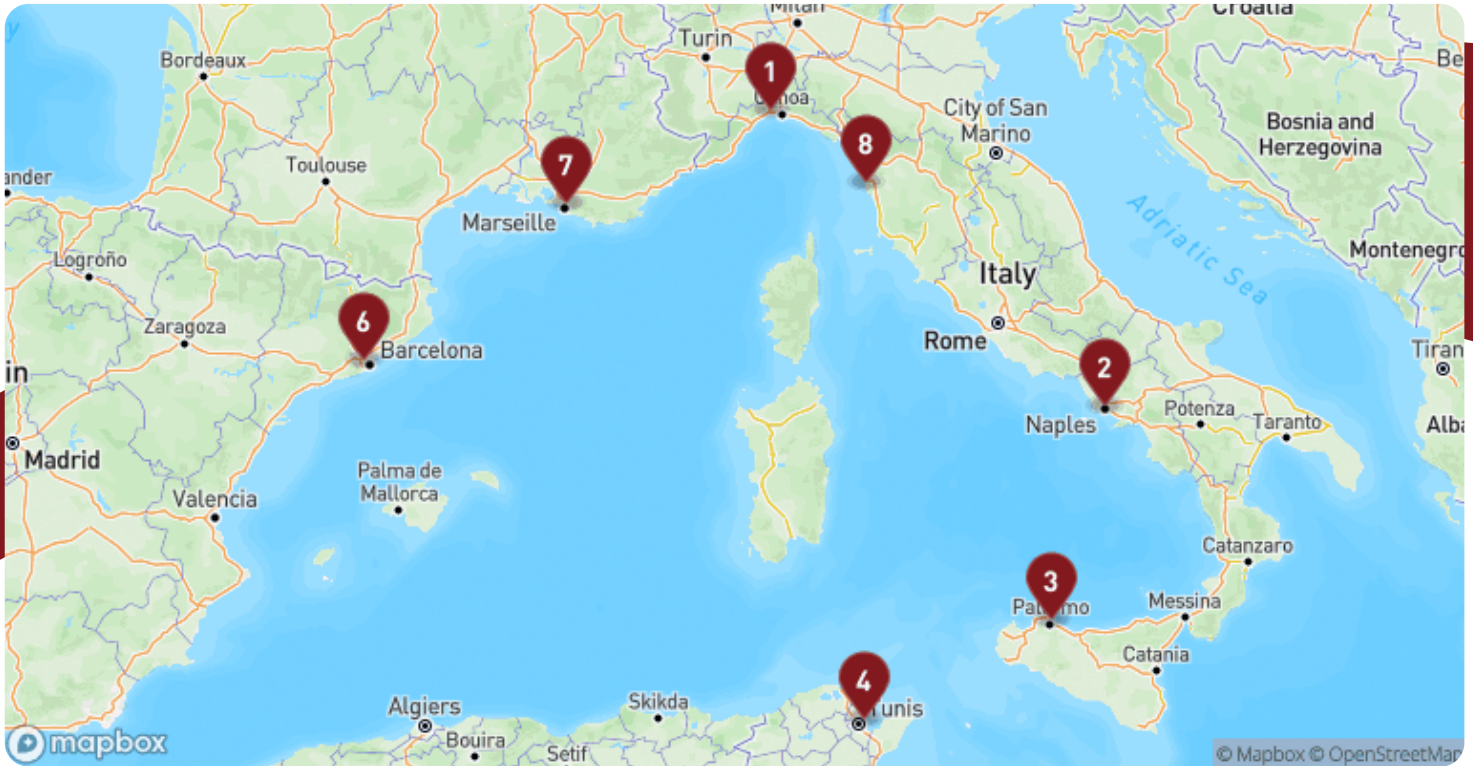 Milan
Croatia
Turin
Bordeaux
Be
1
Genoa
City of San
Marino
Bosnia and
Herzegovina
8
7
Toulouse
ander
Marseille
Adriatic Sea
Montenegro
Logroño
Italy
6
Zaragoza
Barcelona
Rome
Tiran
in
2
Naples
Potenza
Taranto
Alba
Madrid
Palma de
Mallorca
Valencia
Catanzaro
3
Palermo
Messina
Catania
4
Tunis
Skikda
Algiers
Bouira
Setif
mapbox
© Mapbox © OpenStreetMap